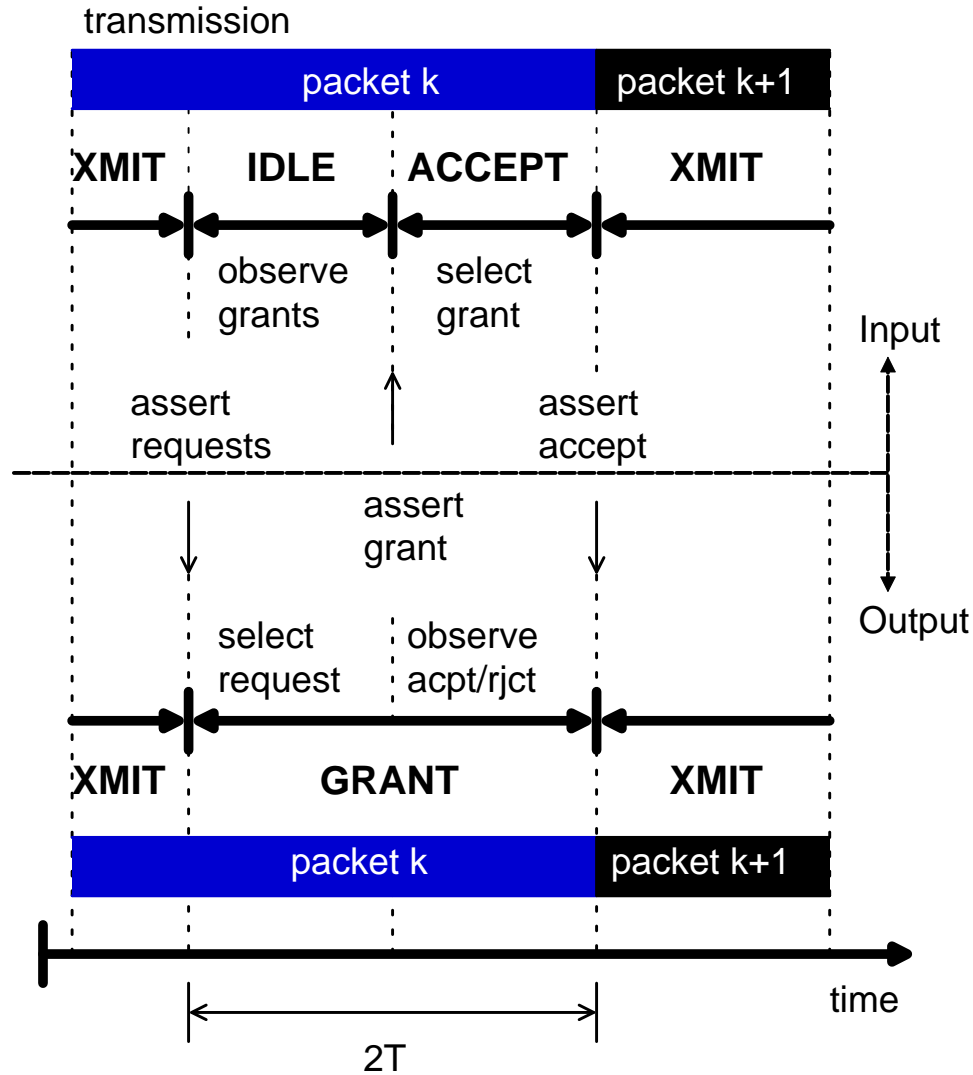 transmission
packet k packet k+1
XMIT IDLE ACCEPT XMIT
observe select
grants grant
Input
assert assert
requests accept
assert
grant
Output
select observe
request acpt/rjct
XMIT GRANT XMIT
packet k packet k+1
time
2T